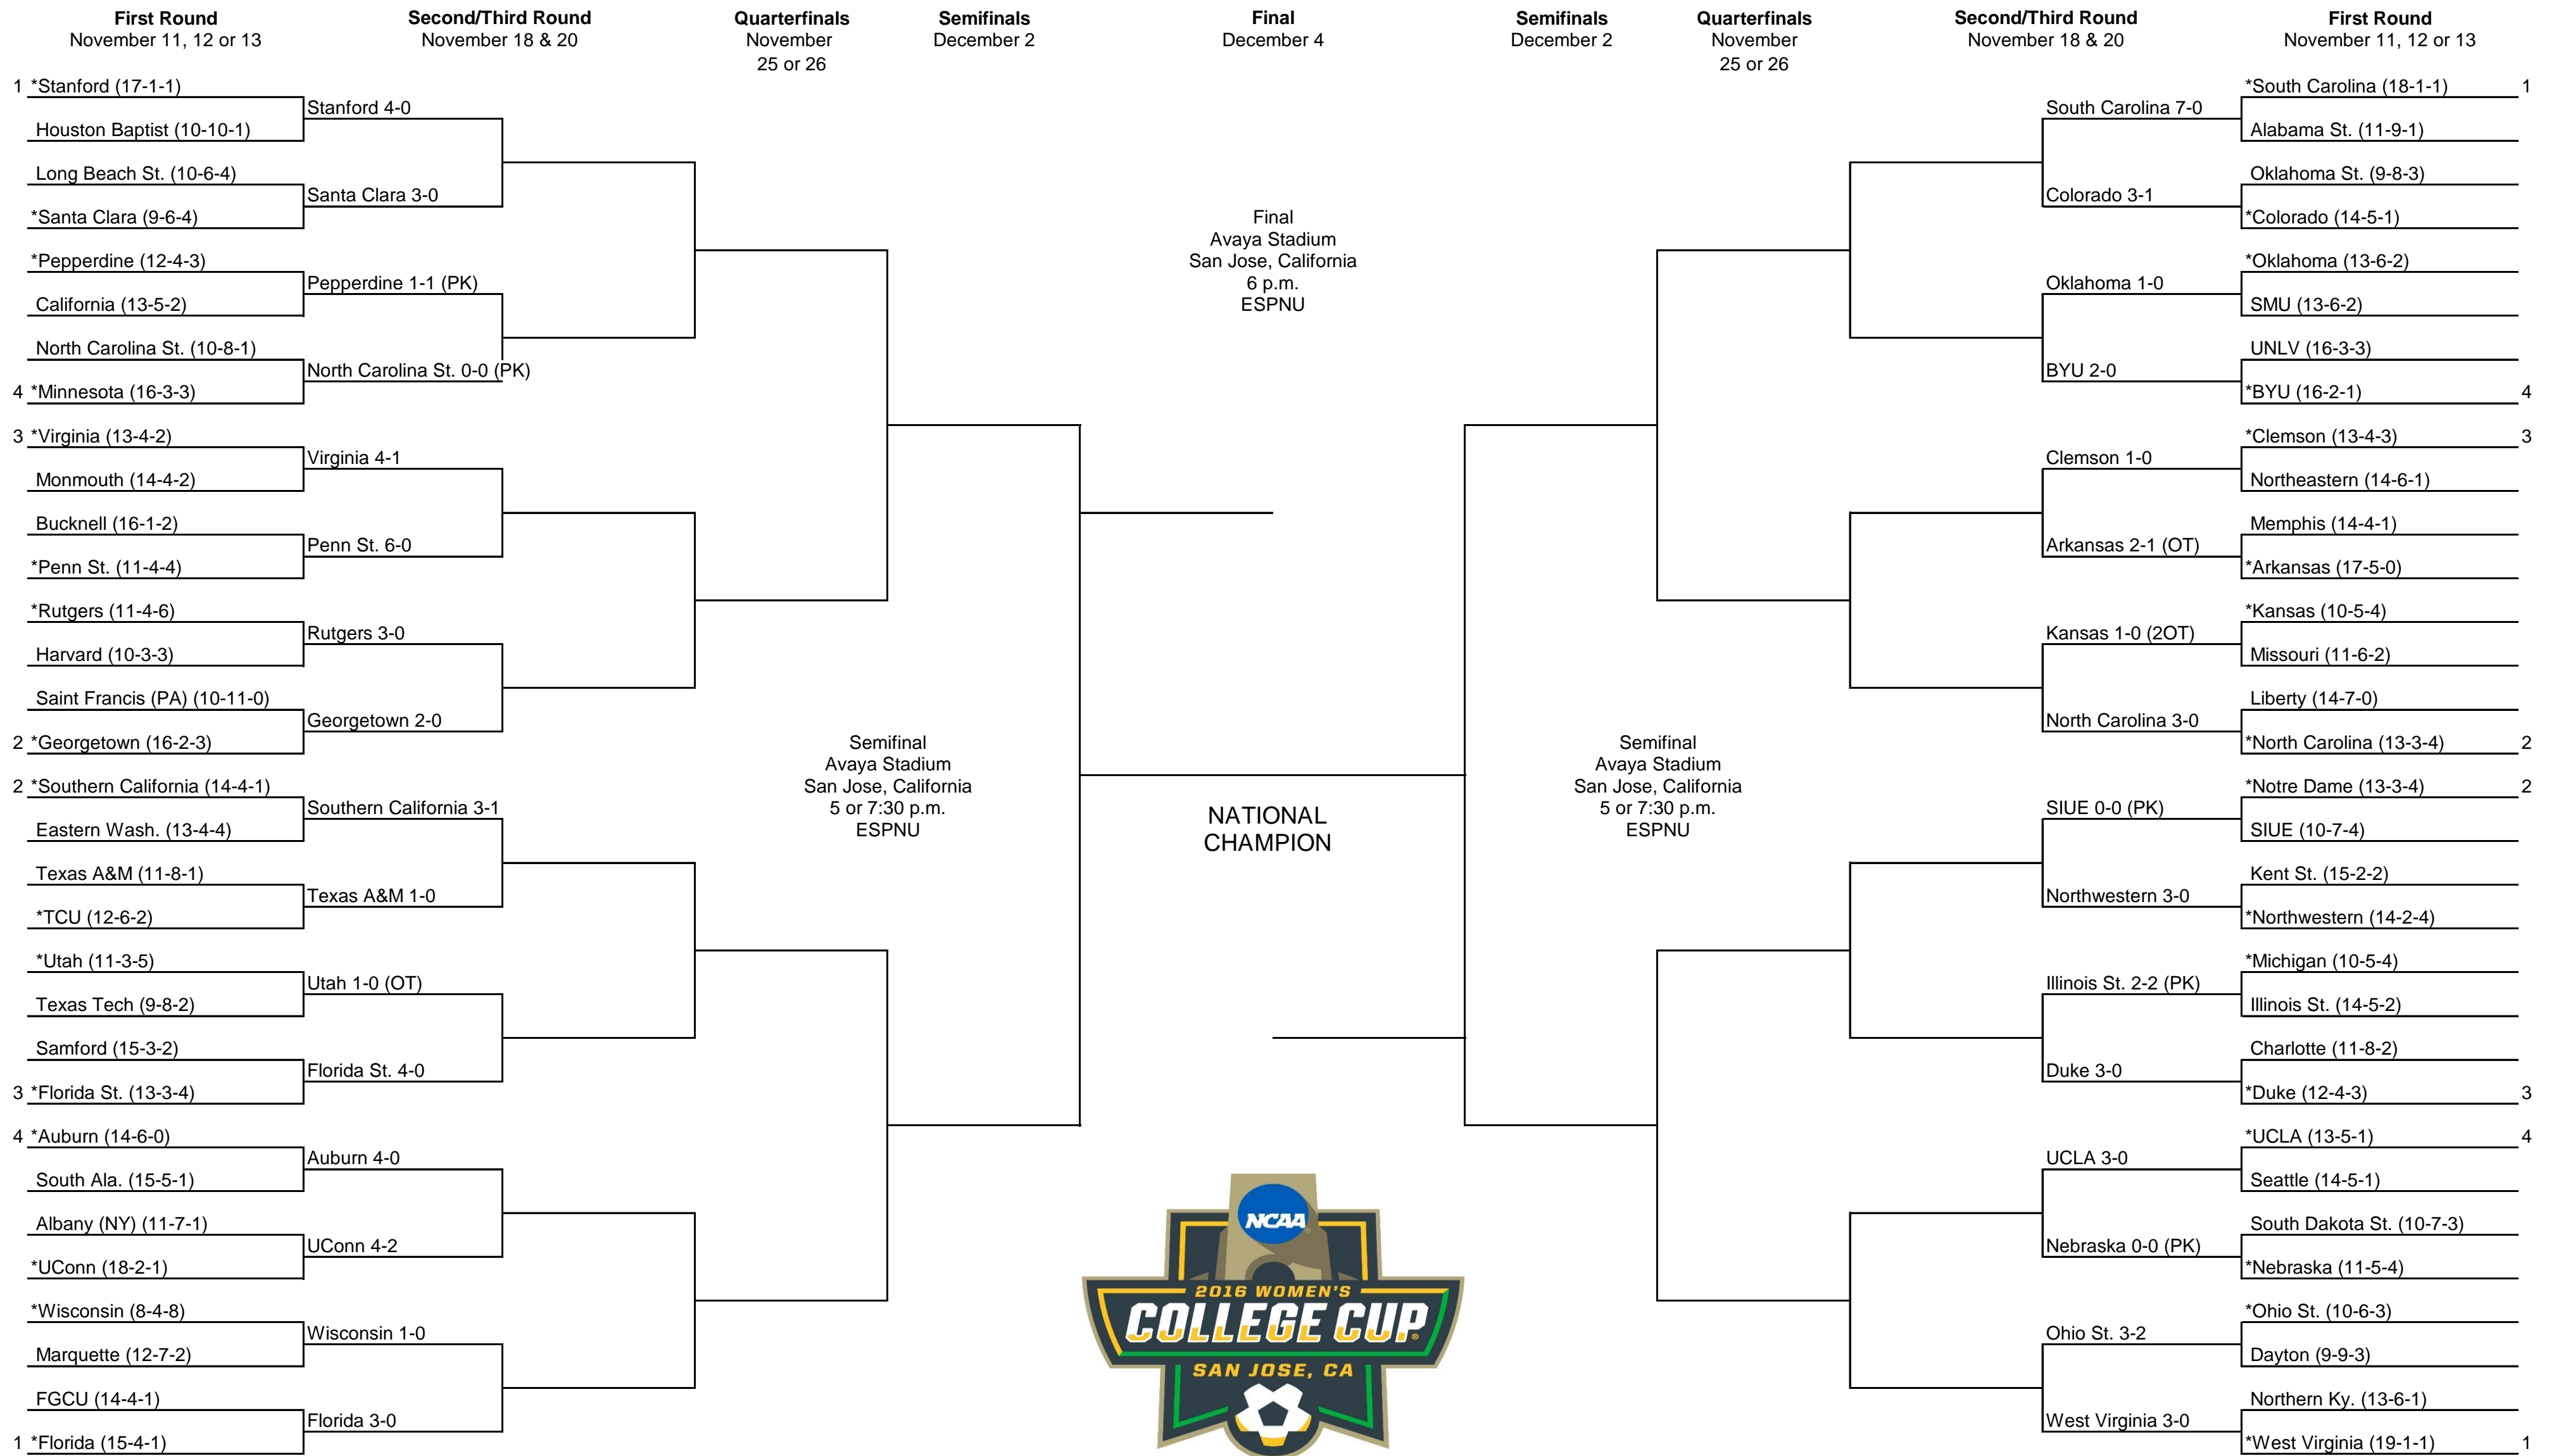 First Round
November 11, 12 or 13
Second/Third Round
November 18 & 20
Quarterfinals
November
25 or 26
Semifinals
December 2
Final
December 4
Semifinals
December 2
Quarterfinals
November
25 or 26
Second/Third Round
November 18 & 20
First Round
November 11, 12 or 13
1 *Stanford (17-1-1)
Houston Baptist (10-10-1)
Long Beach St. (10-6-4)
*Santa Clara (9-6-4)
*Pepperdine (12-4-3)
California (13-5-2)
North Carolina St. (10-8-1)
4 *Minnesota (16-3-3)
3 *Virginia (13-4-2)
Monmouth (14-4-2)
Bucknell (16-1-2)
*Penn St. (11-4-4)
*Rutgers (11-4-6)
Harvard (10-3-3)
Saint Francis (PA) (10-11-0)
2 *Georgetown (16-2-3)
2 *Southern California (14-4-1)
Eastern Wash. (13-4-4)
Texas A&M (11-8-1)
*TCU (12-6-2)
*Utah (11-3-5)
Texas Tech (9-8-2)
Samford (15-3-2)
3 *Florida St. (13-3-4)
4 *Auburn (14-6-0)
South Ala. (15-5-1)
Albany (NY) (11-7-1)
*UConn (18-2-1)
*Wisconsin (8-4-8)
Marquette (12-7-2)
FGCU (14-4-1)
1 *Florida (15-4-1)
Stanford 4-0
Santa Clara 3-0
Pepperdine 1-1 (PK)
North Carolina St. 0-0 (PK)
Virginia 4-1
Penn St. 6-0
Rutgers 3-0
Georgetown 2-0
Southern California 3-1
Texas A&M 1-0
Utah 1-0 (OT)
Florida St. 4-0
Auburn 4-0
UConn 4-2
Wisconsin 1-0
Florida 3-0
Semifinal
Avaya Stadium
San Jose, California
5 or 7:30 p.m.
ESPNU
Final
Avaya Stadium
San Jose, California
6 p.m.
ESPNU
NATIONAL
CHAMPION
NCAA
2016 WOMEN'S
COLLEGE CUP®
SAN JOSE, CA
Semifinal
Avaya Stadium
San Jose, California
5 or 7:30 p.m.
ESPNU
South Carolina 7-0
Colorado 3-1
Oklahoma 1-0
BYU 2-0
Clemson 1-0
Arkansas 2-1 (OT)
Kansas 1-0 (2OT)
North Carolina 3-0
SIUE 0-0 (PK)
Northwestern 3-0
Illinois St. 2-2 (PK)
Duke 3-0
UCLA 3-0
Nebraska 0-0 (PK)
Ohio St. 3-2
West Virginia 3-0
*South Carolina (18-1-1) 1
Alabama St. (11-9-1)
Oklahoma St. (9-8-3)
*Colorado (14-5-1)
*Oklahoma (13-6-2)
SMU (13-6-2)
UNLV (16-3-3)
*BYU (16-2-1) 4
*Clemson (13-4-3) 3
Northeastern (14-6-1)
Memphis (14-4-1)
*Arkansas (17-5-0)
*Kansas (10-5-4)
Missouri (11-6-2)
Liberty (14-7-0)
*North Carolina (13-3-4) 2
*Notre Dame (13-3-4) 2
SIUE (10-7-4)
Kent St. (15-2-2)
*Northwestern (14-2-4)
*Michigan (10-5-4)
Illinois St. (14-5-2)
Charlotte (11-8-2)
*Duke (12-4-3) 3
*UCLA (13-5-1) 4
Seattle (14-5-1)
South Dakota St. (10-7-3)
*Nebraska (11-5-4)
*Ohio St. (10-6-3)
Dayton (9-9-3)
Northern Ky. (13-6-1)
*West Virginia (19-1-1) 1